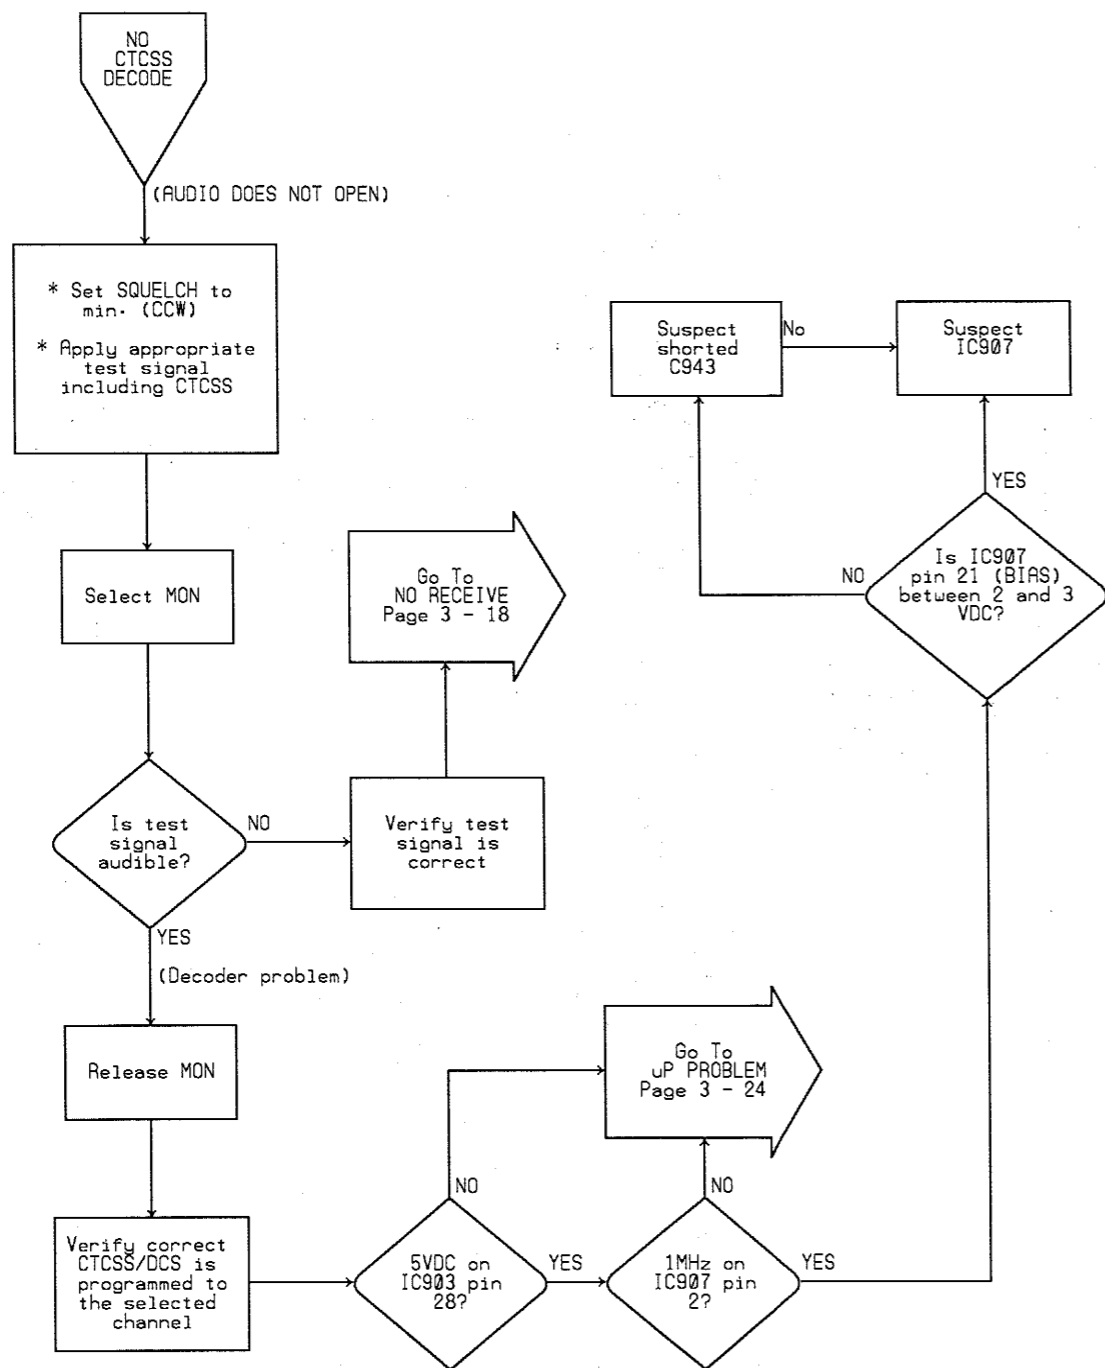 NO
CTCSS
DECODE
(AUDIO DOES NOT OPEN)
* Set SQUELCH to
min. (CCW)
* Apply appropriate
test signal
including CTCSS
Select MON
Is test
signal
audible?
NO
Verify test
signal is
correct
Go To
NO RECEIVE
Page 3 - 18
YES
(Decoder problem)
Release MON
Verify correct
CTCSS/DCS is
programmed to
the selected
channel
5VDC on
IC903 pin
28?
NO
YES
Go To
uP PROBLEM
Page 3 - 24
1MHz on
IC907 pin
2?
NO
YES
Is IC907
pin 21 (BIAS)
between 2 and 3
VDC?
NO
YES
Suspect
shorted
C943
No
Suspect
IC907